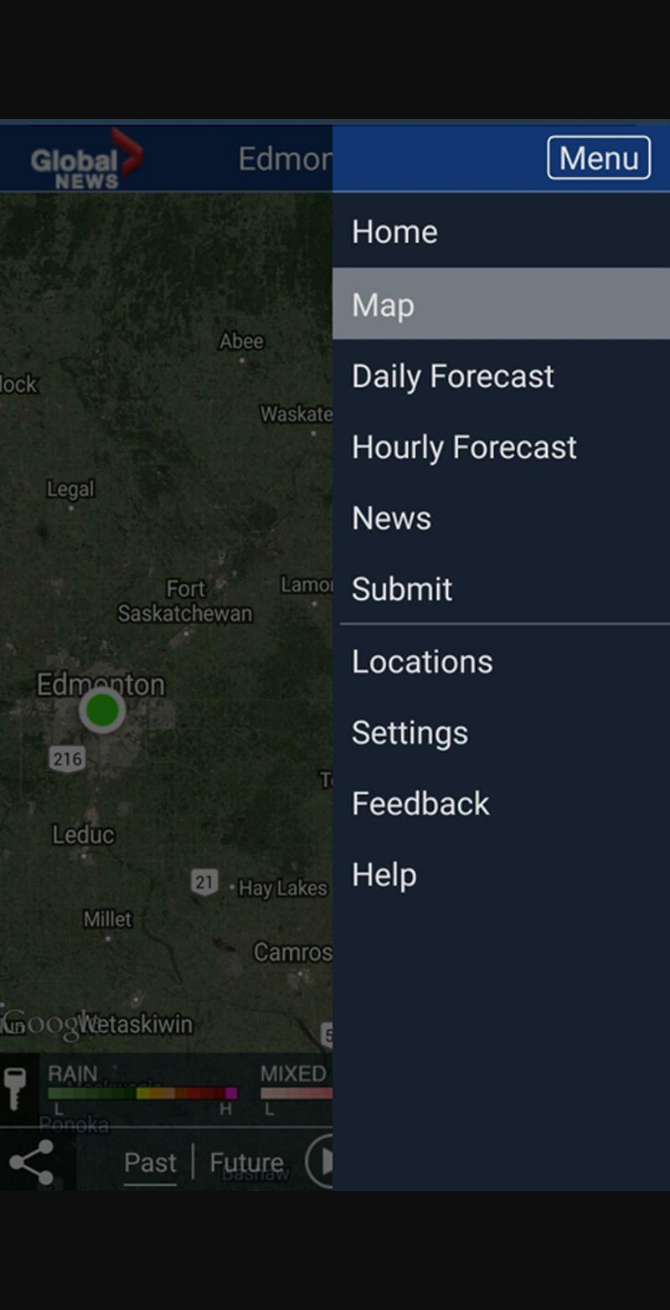 Global
NEWS
Edmon
Menu
Home
Map
Daily Forecast
Hourly Forecast
News
Submit
Locations
Settings
Feedback
Help
Abee
lock
Waskate
Legal
Fort
Saskatchewan
Lamo
Edmonton
216
T
Leduc
21
Hay Lakes
Millet
Camros
Google
Wetaskiwin
5
RAIN
MIXED
L
H
L
Ponoka
Past | Future
Bashaw